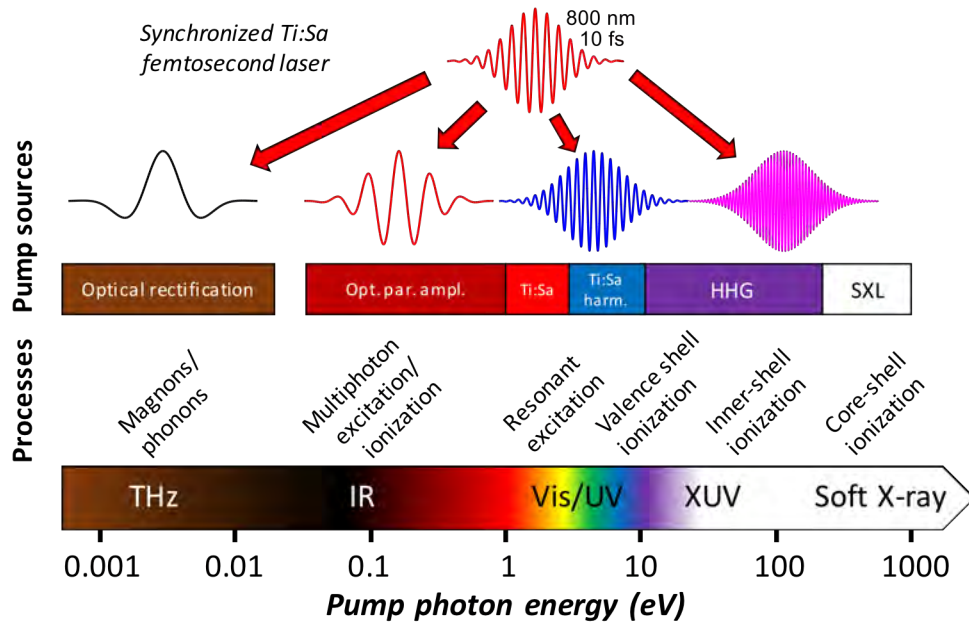 Synchronized Ti:Sa
femtosecond laser
800 nm
10 fs
Pump sources
Optical rectification
Opt. par. ampl.
Ti:Sa
Ti:Sa
harm.
HHG
SXL
Processes
Magnons/
phonons
Multiphoton
excitation/
ionization
Resonant
excitation
Valence shell
ionization
Inner-shell
ionization
Core-shell
ionization
THz
IR
Vis/UV
XUV
Soft X-ray
0.001
0.01
0.1
1
10
100
1000
Pump photon energy (eV)